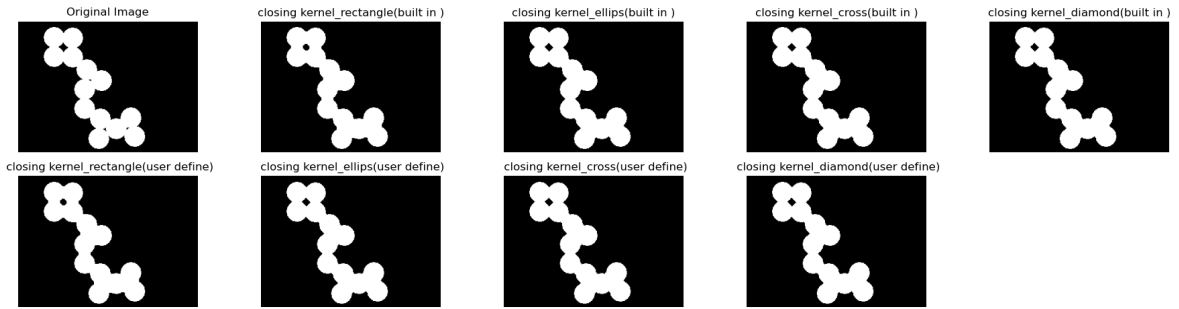 Original Image
closing kernel_rectangle(built in )
closing kernel_ellips(built in )
closing kernel_cross(built in )
closing kernel_diamond(built in )
closing kernel_rectangle(user define)
closing kernel_ellips(user define)
closing kernel_cross(user define)
closing kernel_diamond(user define)